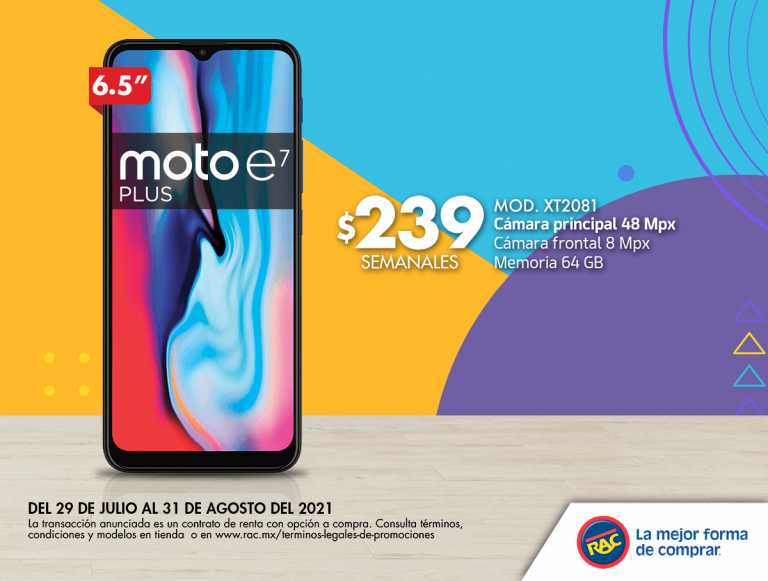 6.5"
moto e7
PLUS
$239
SEMANALES
MOD. XT2081
Cámara principal 48 Mpx
Cámara frontal 8 Mpx
Memoria 64 GB
DEL 29 DE JULIO AL 31 DE AGOSTO DEL 2021
La transacción anunciada es un contrato de renta con opción a compra. Consulta términos,
condiciones y modelos en tienda o en www.rac.mx/terminos-legales-de-promociones
RAC
La mejor forma
de comprar.